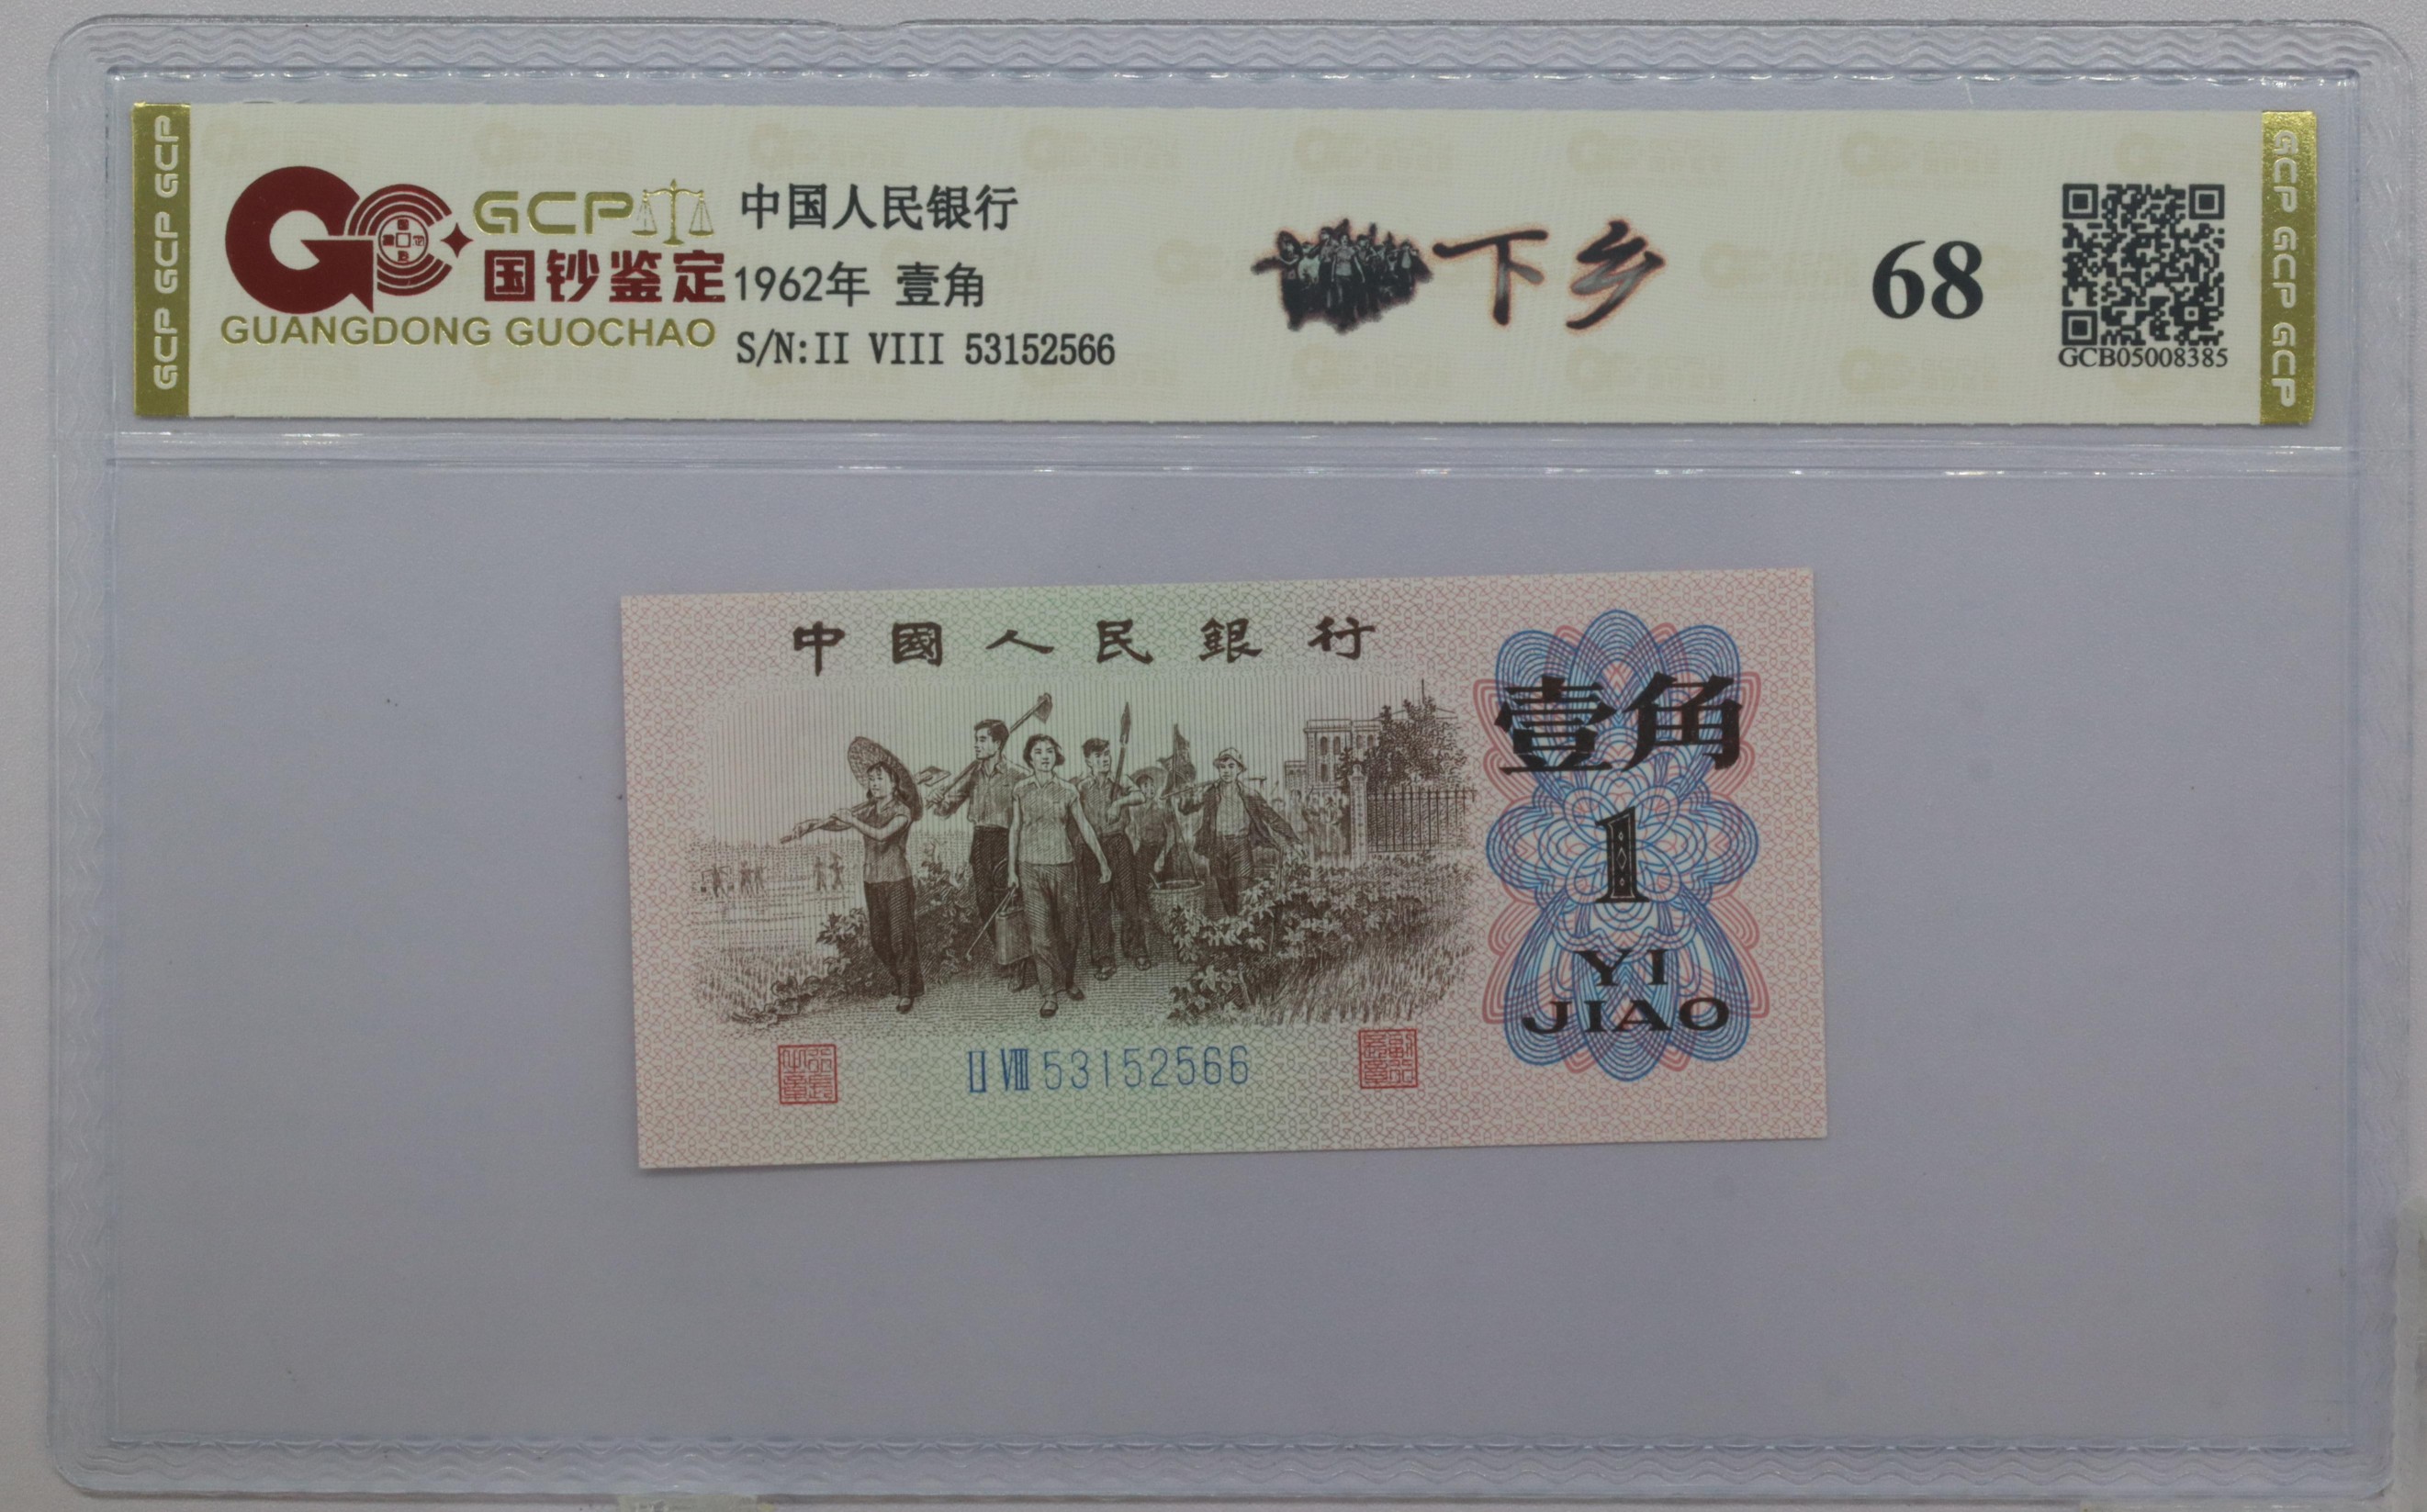 GCP GCP GCP
GCP
国钞鉴定
GUANGDONG GUOCHAO
中国人民银行
1962年 壹角
S/N:II VIII 53152566
下乡
68
GCB05008385
GCP GCP GCP
中國人民銀行
壹角
1
YI
JIAO
II VIII 53152566